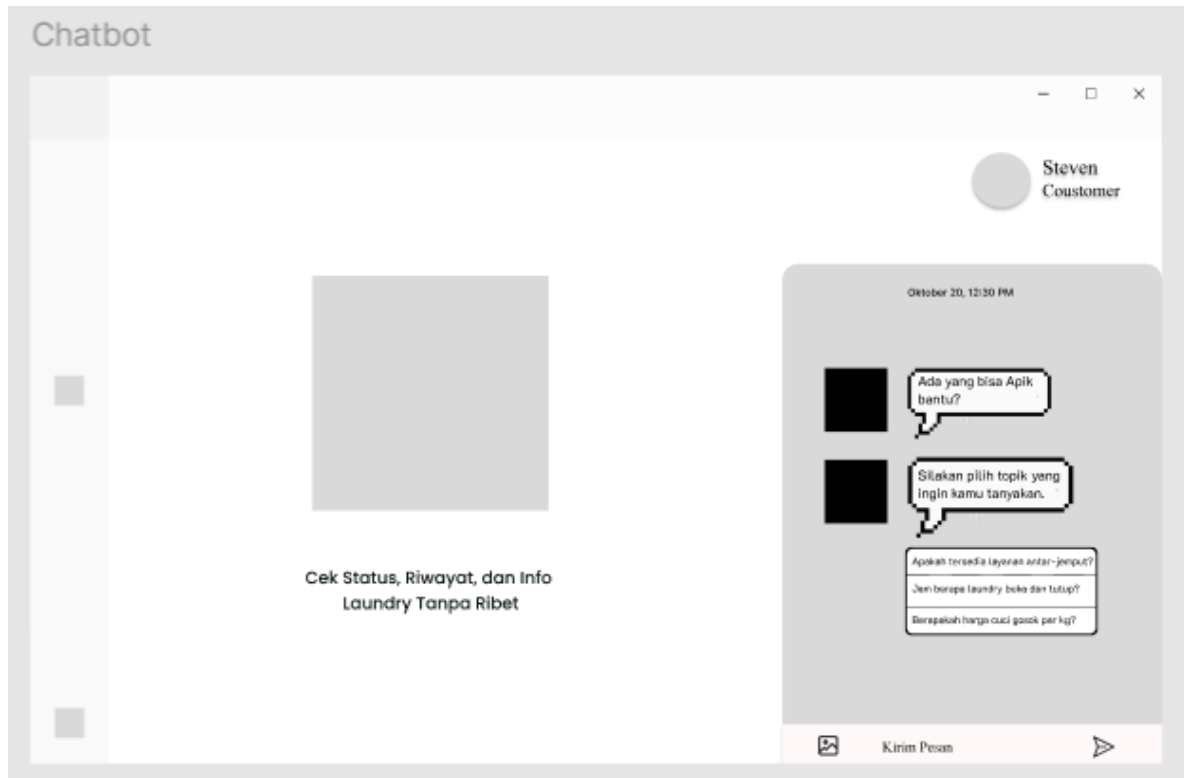 Chatbot
Steven
Coustomer
Oktober 20, 12:30 PM
Ada yang bisa Apik
bantu?
Silakan pilih topik yang
ingin kamu tanyakan.
Apakah tersedia layanan antar-jemput?
Jam berapa laundry buka dan tutup?
Berapakah harga cuci gosok per kg?
Cek Status, Riwayat, dan Info
Laundry Tanpa Ribet
Kirim Pesan